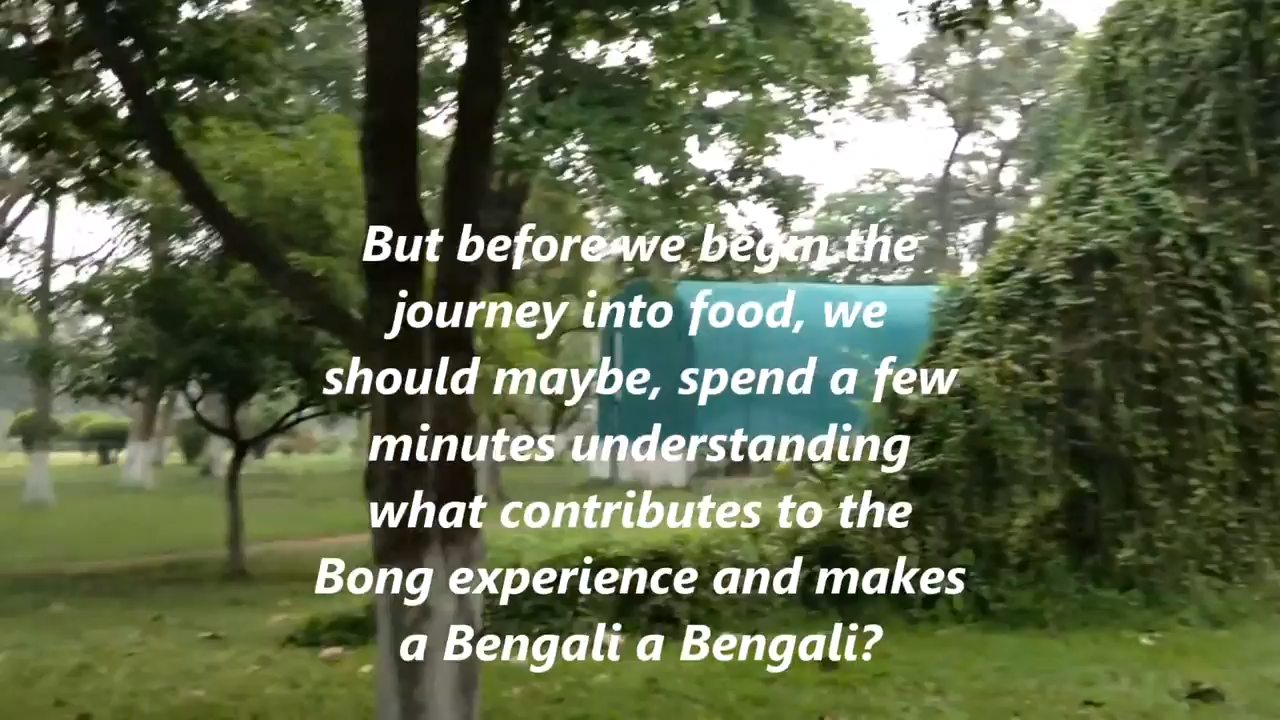 But before we begin the
journey into food, we
should maybe, spend a few
minutes understanding
what contributes to the
Bong experience and makes
a Bengali a Bengali?